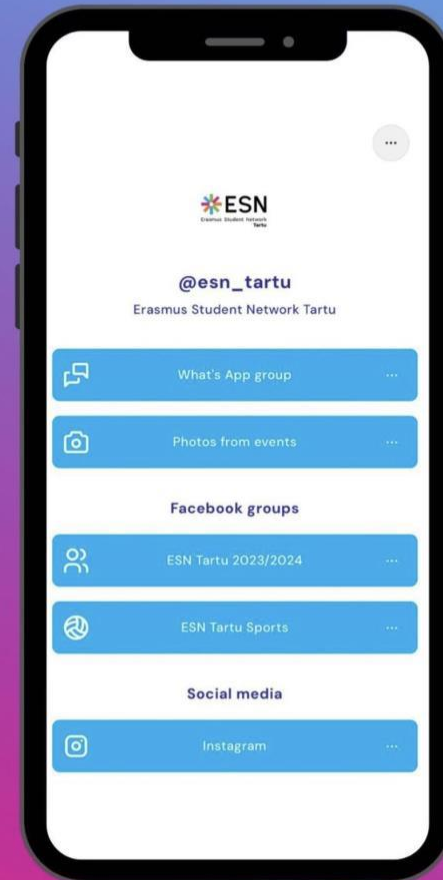 ESN
Erasmus Student Network
Tartu
@esn_tartu
Erasmus Student Network Tartu
What's App group
Photos from events
Facebook groups
ESN Tartu 2023/2024
ESN Tartu Sports
Social media
Instagram